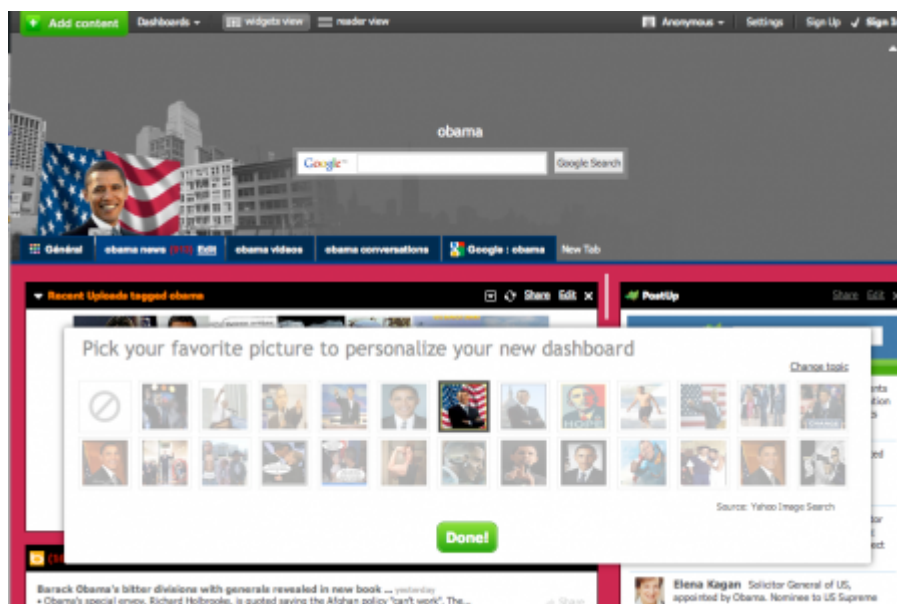 + Add content
Dashboards
widgets view
reader view
Anonymous
Settings
Sign Up
Sign
obama
Google™
Google Search
Général
obama news
Edit
obama videos
obama conversations
Google : obama
New Tab
Recent Uploads tagged obama
Share Edit x
PostUp
Share Edit x
Pick your favorite picture to personalize your new dashboard
Change topic
HOPE
Source: Yahoo Image Search
Done!
Barack Obama's bitter divisions with generals revealed in new book ... yesterday
• Obama's special envoy, Richard Holbrooke, is quoted saying the Afghan policy "can't work". The...
Share
Elena Kagan Solicitor General of US,
appointed by Obama. Nominee to US Supreme